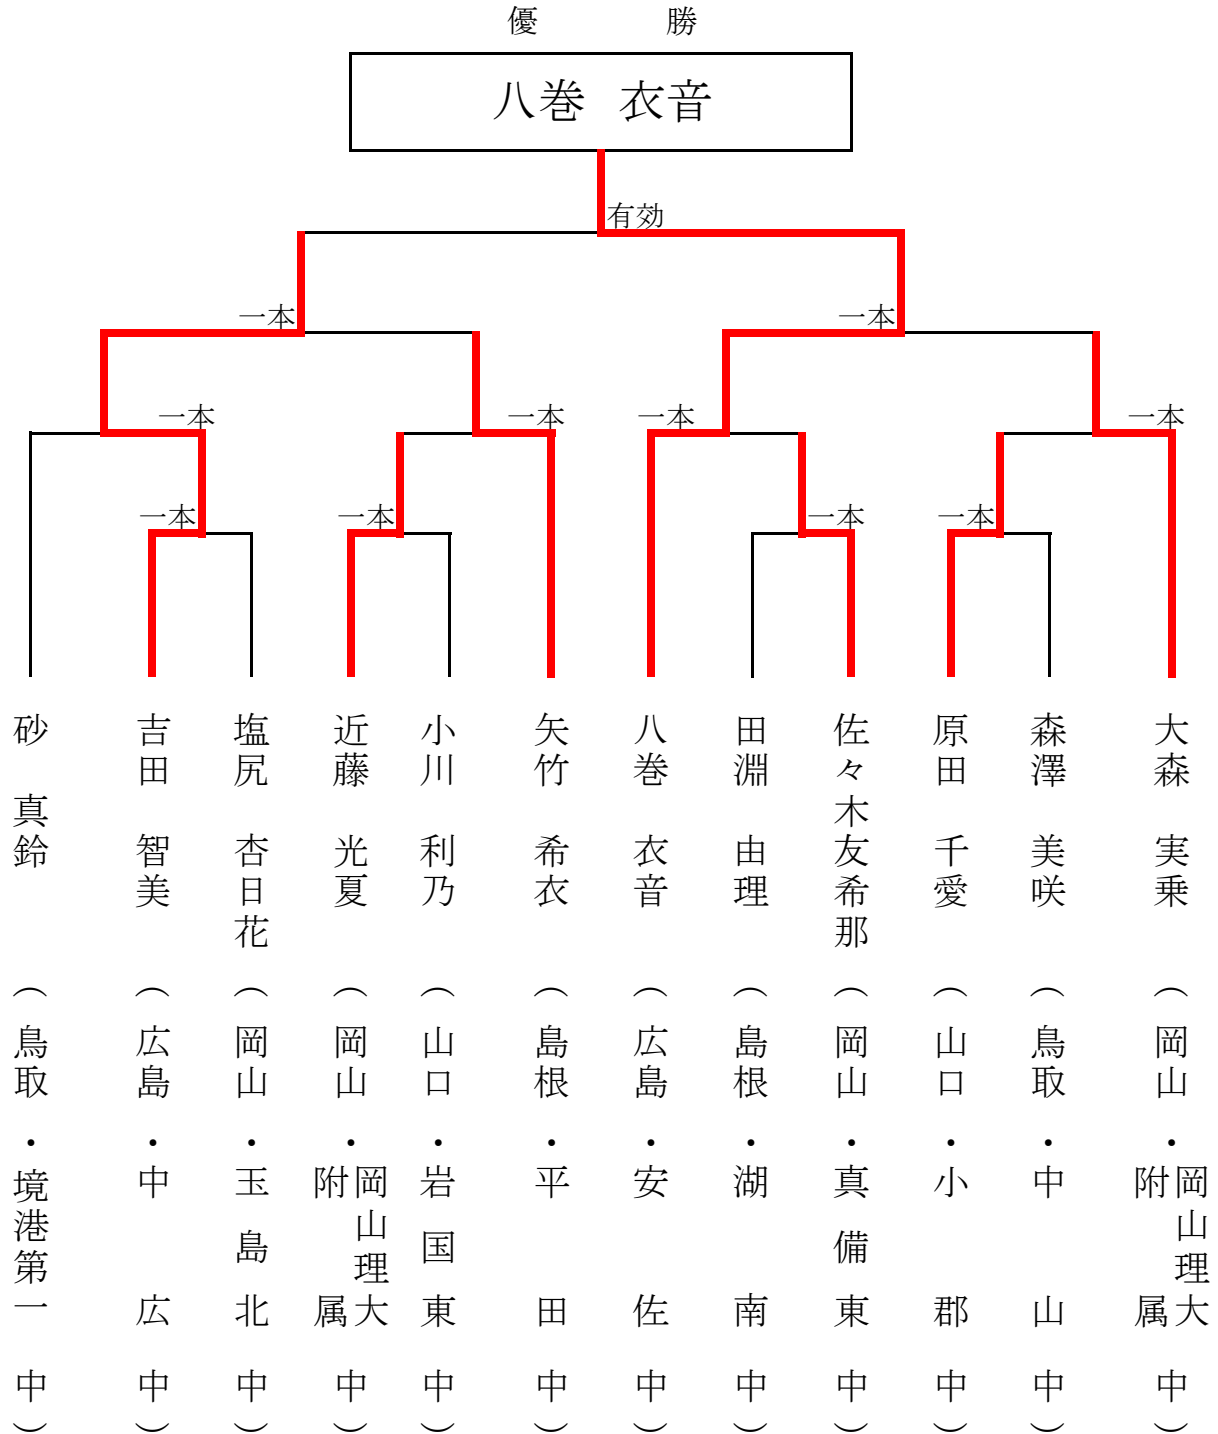 優　勝
八巻　衣音
有効
一本
一本
一本
一本
一本
一本
一本
一本
一本
一本
砂　真鈴（鳥取・境港第一中）
吉田　智美（広島・中広中）
塩尻　杏日花（岡山・玉島北中）
近藤　光夏（岡山・岡山理大附属中）
小川　利乃（山口・岩国東中）
矢竹　希衣（島根・平田中）
八巻　衣音（広島・安佐中）
田淵　由理（島根・湖南中）
佐々木友希那（岡山・真備東中）
原田　千愛（山口・小郡中）
森澤　美咲（鳥取・中山中）
大森　実乗（岡山・岡山理大附属中）